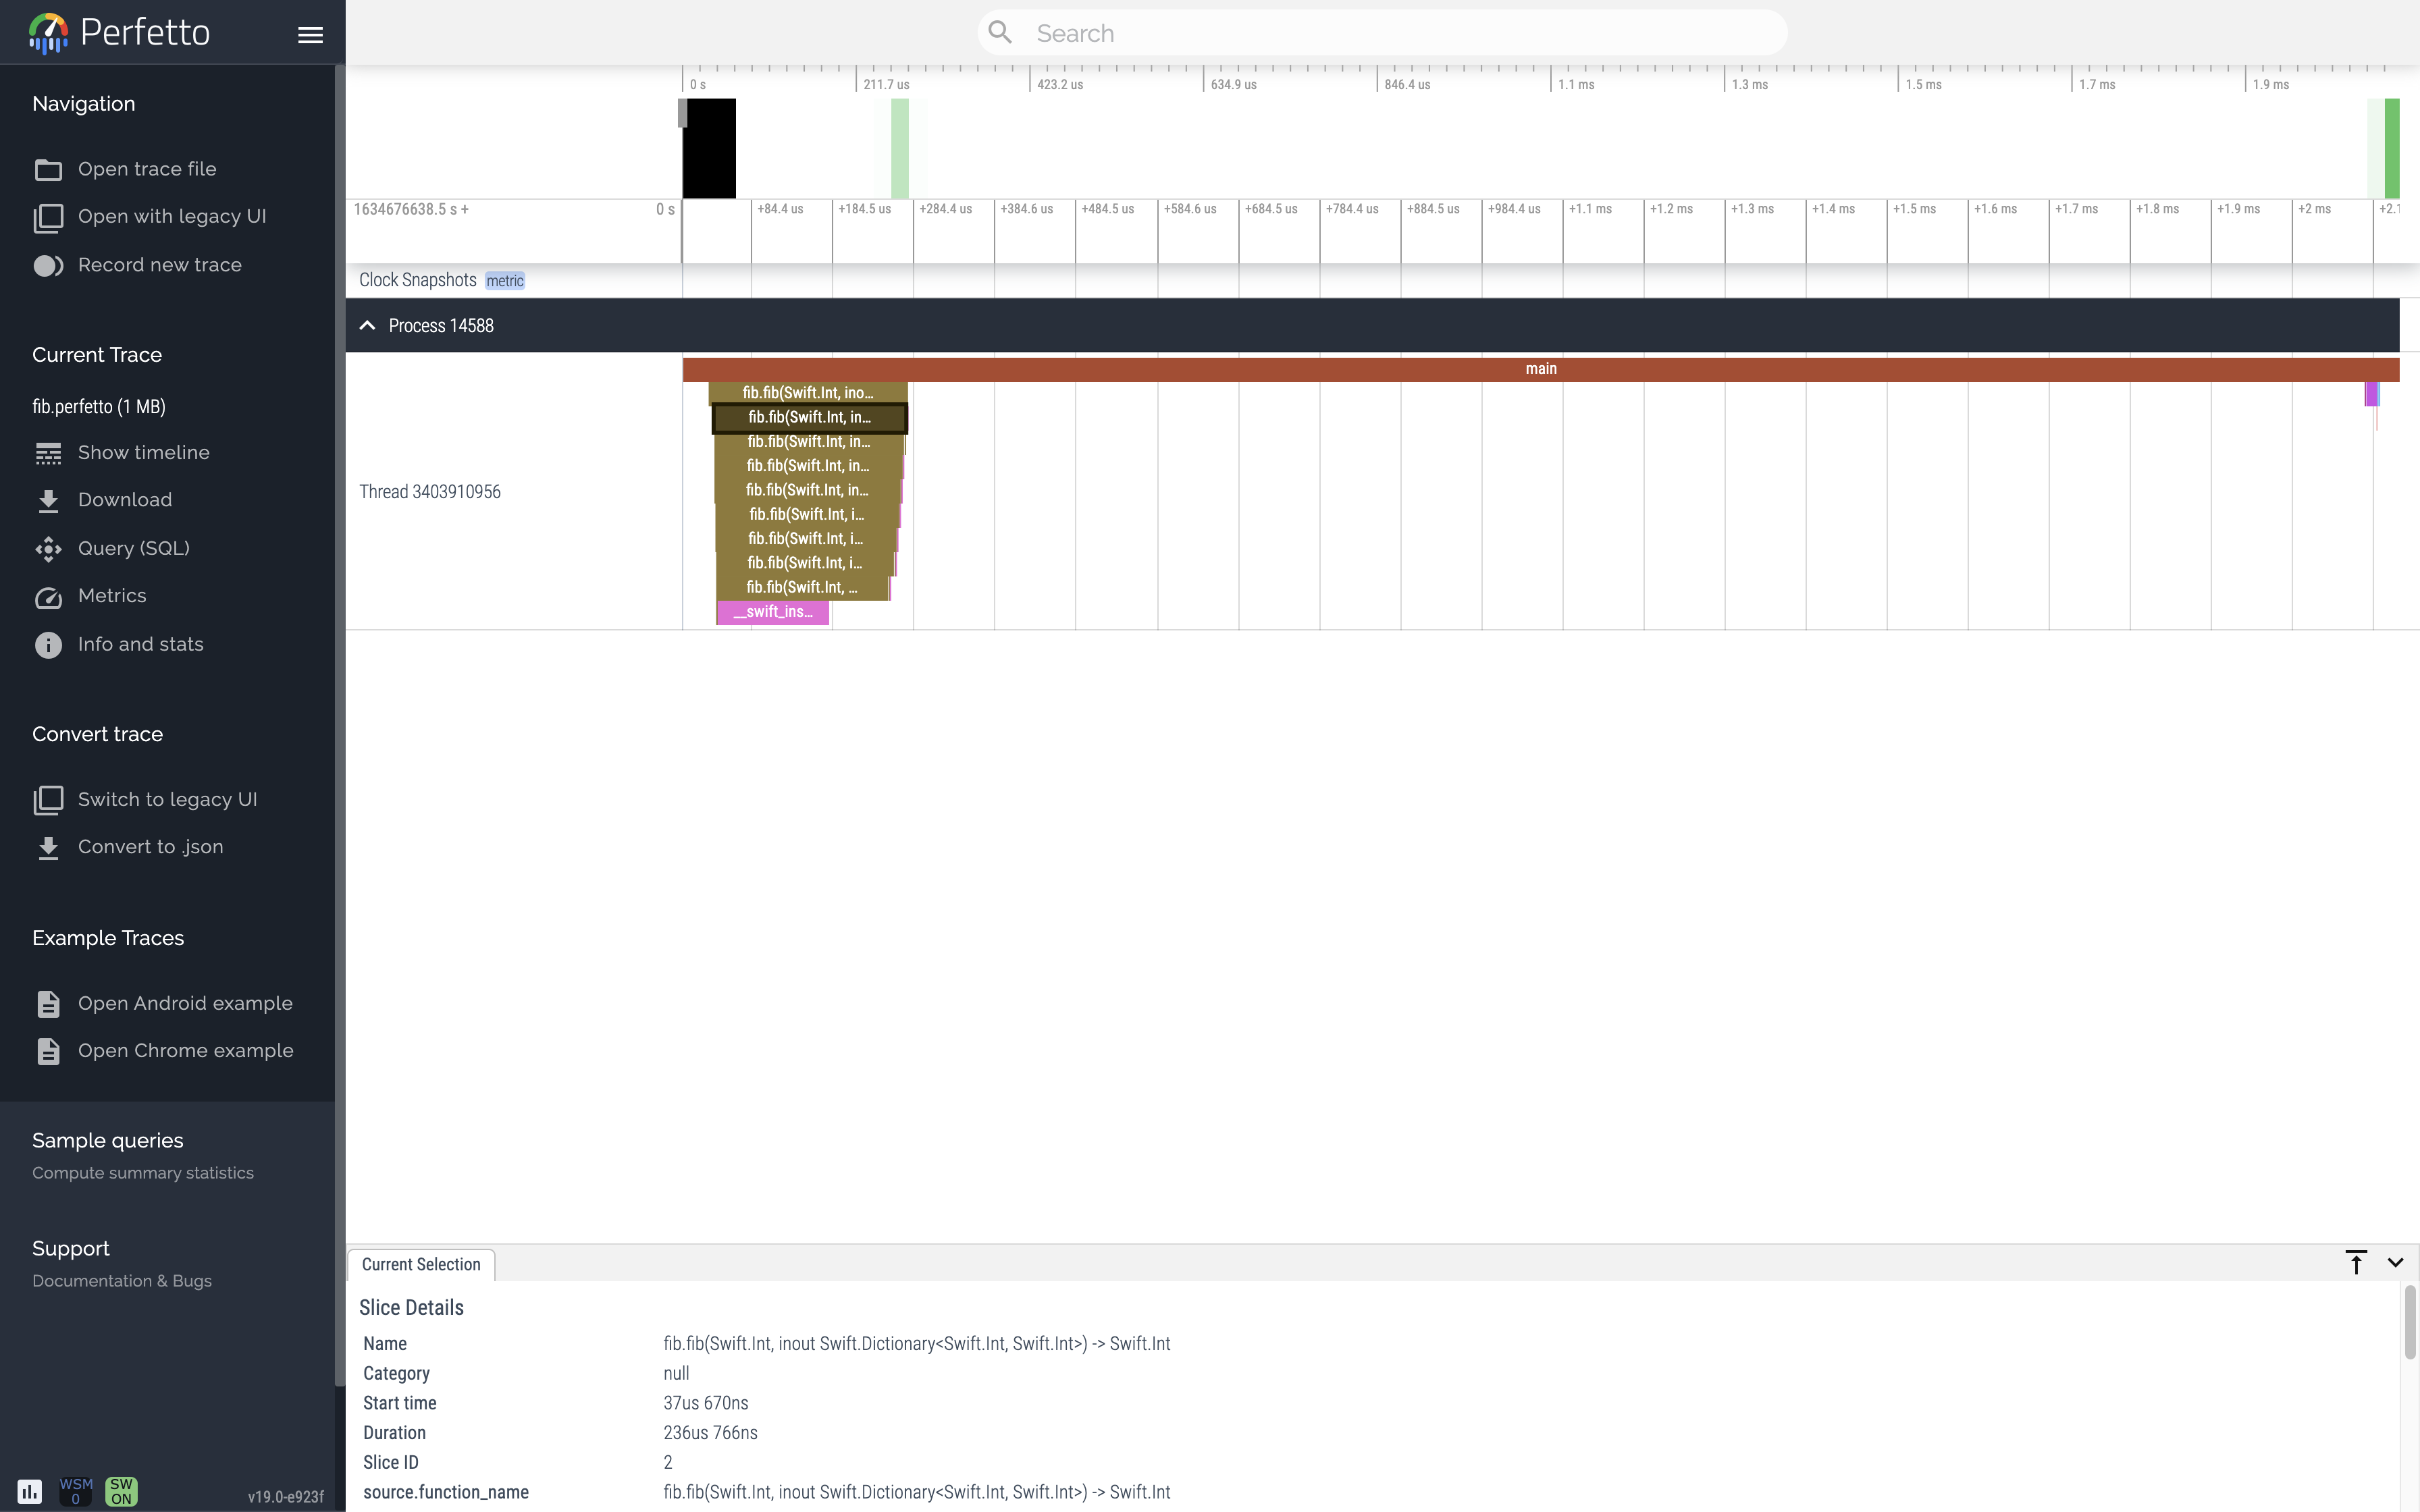 Perfetto
Search
Navigation
Open trace file
Open with legacy UI
Record new trace
Current Trace
fib.perfetto (1 MB)
Show timeline
Download
Query (SQL)
Metrics
Info and stats
Convert trace
Switch to legacy UI
Convert to .json
Example Traces
Open Android example
Open Chrome example
Sample queries
Compute summary statistics
Support
Documentation & Bugs
WSM 0
SW ON
v19.0-e923f
0 s 211.7 us 423.2 us 634.9 us 846.4 us 1.1 ms 1.3 ms 1.5 ms 1.7 ms 1.9 ms
1634676638.5 s + 0 s +84.4 us +184.5 us +284.4 us +384.6 us +484.5 us +584.6 us +684.5 us +784.4 us +884.5 us +984.4 us +1.1 ms +1.2 ms +1.3 ms +1.4 ms +1.5 ms +1.6 ms +1.7 ms +1.8 ms +1.9 ms +2 ms +2.1
Clock Snapshots metric
Process 14588
main
Thread 3403910956
fib.fib(Swift.Int, ino...
fib.fib(Swift.Int, in...
fib.fib(Swift.Int, in...
fib.fib(Swift.Int, in...
fib.fib(Swift.Int, in...
fib.fib(Swift.Int, i...
fib.fib(Swift.Int, i...
fib.fib(Swift.Int, i...
fib.fib(Swift.Int, ...
__swift_ins...
Current Selection
Slice Details
Name fib.fib(Swift.Int, inout Swift.Dictionary<Swift.Int, Swift.Int>) -> Swift.Int
Category null
Start time 37us 670ns
Duration 236us 766ns
Slice ID 2
source.function_name fib.fib(Swift.Int, inout Swift.Dictionary<Swift.Int, Swift.Int>) -> Swift.Int